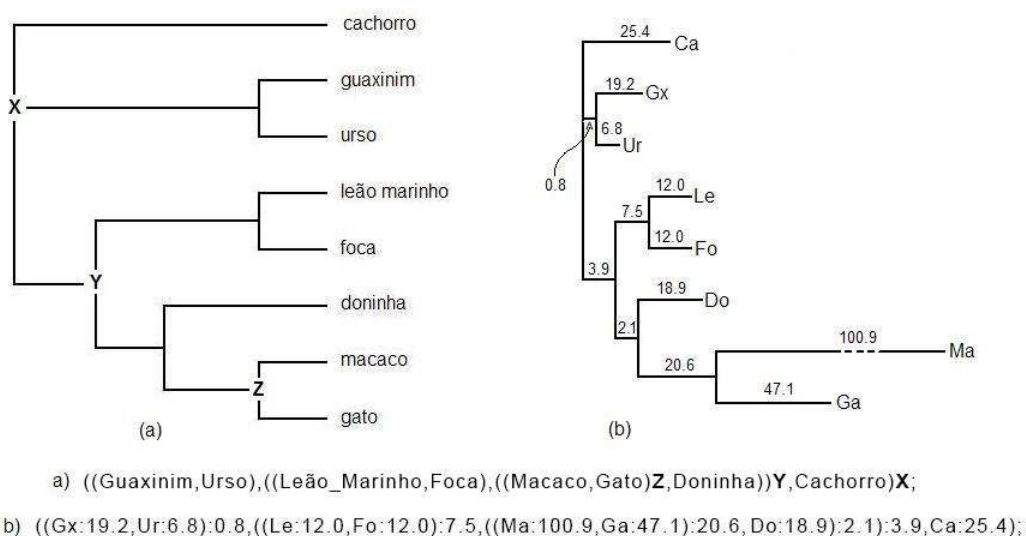 cachorro
guaxinim
X
urso
leão marinho
foca
Y
doninha
macaco
Z
gato
(a)
25.4 Ca
19.2 Gx
6.8 Ur
0.8
12.0 Le
7.5
12.0 Fo
3.9
18.9 Do
2.1
100.9 Ma
20.6
47.1 Ga
(b)
a) ((Guaxinim,Urso),((Leão_Marinho,Foca),((Macaco,Gato)Z,Doninha))Y,Cachorro)X;
b) ((Gx:19.2,Ur:6.8):0.8,((Le:12.0,Fo:12.0):7.5,((Ma:100.9,Ga:47.1):20.6,Do:18.9):2.1):3.9,Ca:25.4);